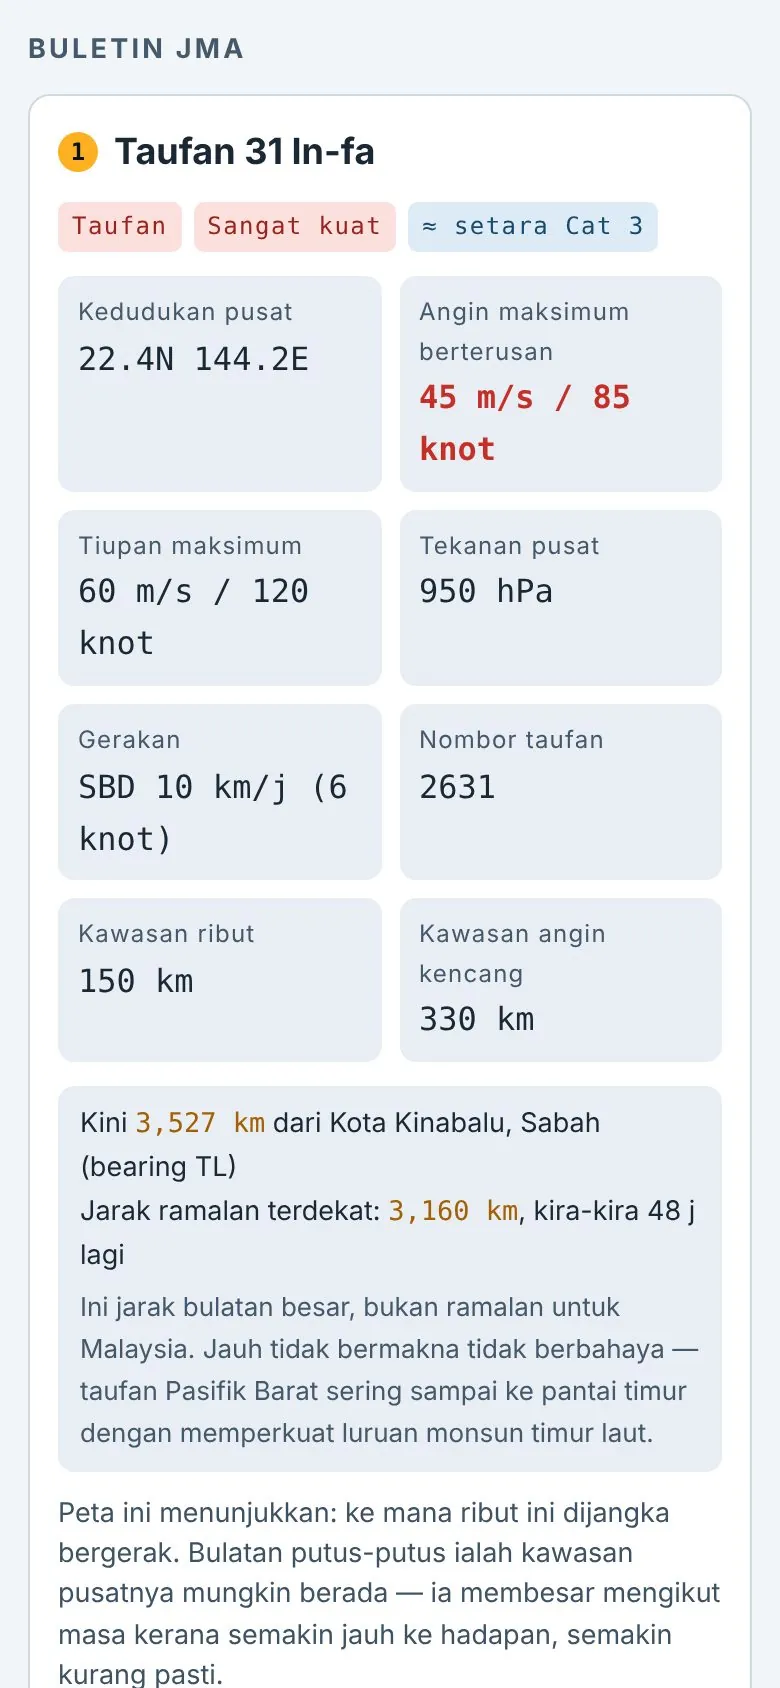 BULETIN JMA
1 Taufan 31 In-fa
Taufan Sangat kuat ≈ setara Cat 3
Kedudukan pusat
22.4N 144.2E
Angin maksimum
berterusan
45 m/s / 85
knot
Tiupan maksimum
60 m/s / 120
knot
Tekanan pusat
950 hPa
Gerakan
SBD 10 km/j (6
knot)
Nombor taufan
2631
Kawasan ribut
150 km
Kawasan angin
kencang
330 km
Kini 3,527 km dari Kota Kinabalu, Sabah
(bearing TL)
Jarak ramalan terdekat: 3,160 km, kira-kira 48 j
lagi
Ini jarak bulatan besar, bukan ramalan untuk
Malaysia. Jauh tidak bermakna tidak berbahaya —
taufan Pasifik Barat sering sampai ke pantai timur
dengan memperkuat luruan monsun timur laut.
Peta ini menunjukkan: ke mana ribut ini dijangka
bergerak. Bulatan putus-putus ialah kawasan
pusatnya mungkin berada — ia membesar mengikut
masa kerana semakin jauh ke hadapan, semakin
kurang pasti.